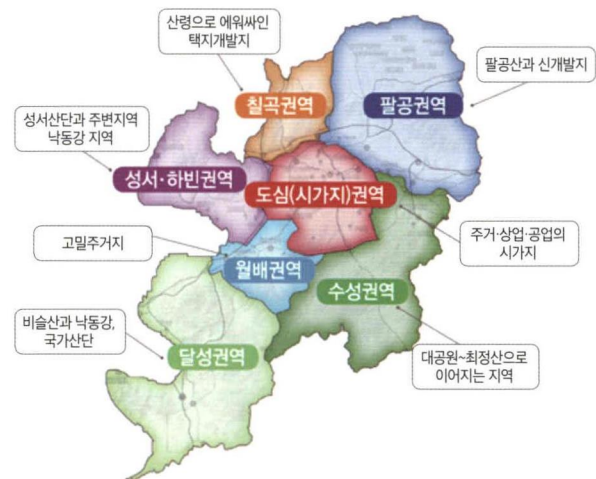 산령으로 에워싸인
택지개발지
팔공산과 신개발지
칠곡권역
팔공권역
성서산단과 주변지역
낙동강 지역
성서·하빈권역
도심(시가지)권역
고밀주거지
주거·상업·공업의
시가지
월배권역
수성권역
비슬산과 낙동강,
국가산단
달성권역
대공원~최정산으로
이어지는 지역